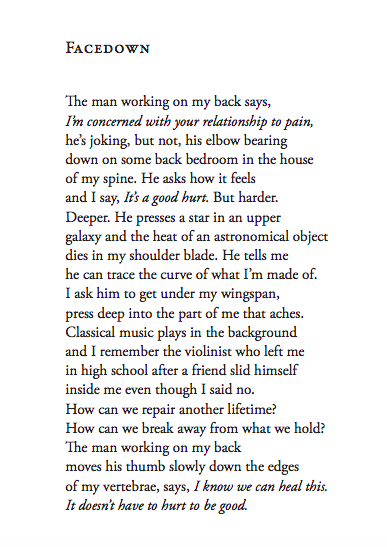 Facedown
The man working on my back says,
I'm concerned with your relationship to pain,
he's joking, but not, his elbow bearing
down on some back bedroom in the house
of my spine. He asks how it feels
and I say, It's a good hurt. But harder.
Deeper. He presses a star in an upper
galaxy and the heat of an astronomical object
dies in my shoulder blade. He tells me
he can trace the curve of what I'm made of.
I ask him to get under my wingspan,
press deep into the part of me that aches.
Classical music plays in the background
and I remember the violinist who left me
in high school after a friend slid himself
inside me even though I said no.
How can we repair another lifetime?
How can we break away from what we hold?
The man working on my back
moves his thumb slowly down the edges
of my vertebrae, says, I know we can heal this.
It doesn't have to hurt to be good.